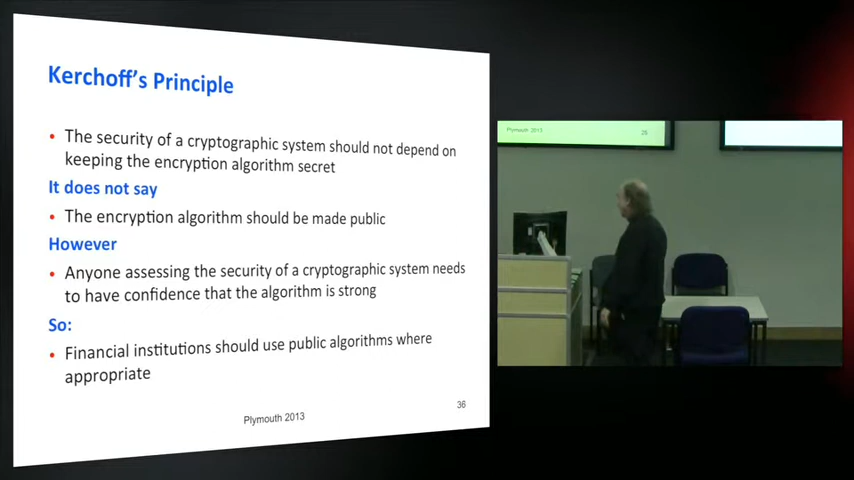 Kerchoff's Principle
• The security of a cryptographic system should not depend on
keeping the encryption algorithm secret
It does not say
• The encryption algorithm should be made public
However
• Anyone assessing the security of a cryptographic system needs
to have confidence that the algorithm is strong
So:
• Financial institutions should use public algorithms where
appropriate
Plymouth 2013
36
Plymouth 2013
25